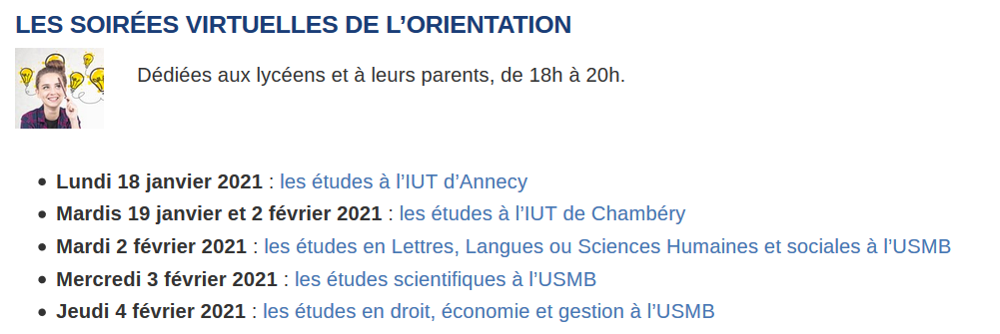 LES SOIRÉES VIRTUELLES DE L’ORIENTATION
Dédiées aux lycéens et à leurs parents, de 18h à 20h.
• Lundi 18 janvier 2021 : les études à l’IUT d’Annecy
• Mardis 19 janvier et 2 février 2021 : les études à l’IUT de Chambéry
• Mardi 2 février 2021 : les études en Lettres, Langues ou Sciences Humaines et sociales à l’USMB
• Mercredi 3 février 2021 : les études scientifiques à l’USMB
• Jeudi 4 février 2021 : les études en droit, économie et gestion à l’USMB